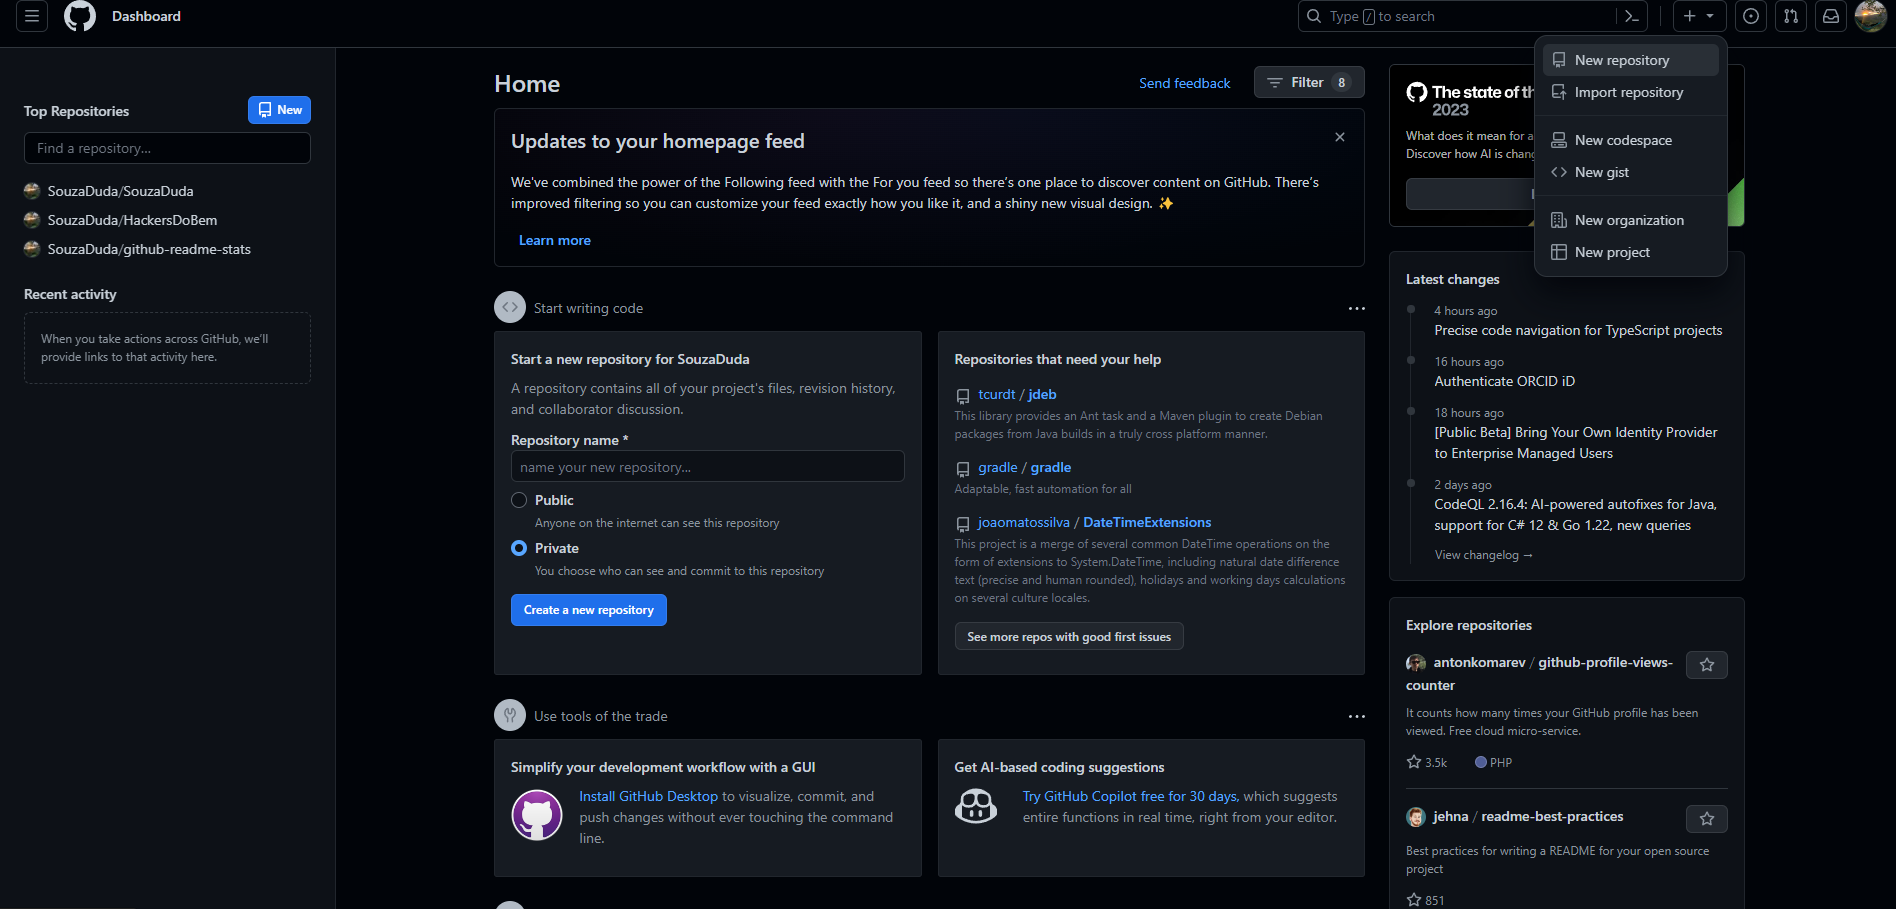 Dashboard
Type / to search
Top Repositories
New
Find a repository...
SouzaDuda/SouzaDuda
SouzaDuda/HackersDoBem
SouzaDuda/github-readme-stats
Recent activity
When you take actions across GitHub, we'll
provide links to that activity here.
Home
Send feedback
Filter 8
Updates to your homepage feed
We've combined the power of the Following feed with the For you feed so there's one place to discover content on GitHub. There's
improved filtering so you can customize your feed exactly how you like it, and a shiny new visual design. ✨
Learn more
Start writing code
Start a new repository for SouzaDuda
A repository contains all of your project's files, revision history,
and collaborator discussion.
Repository name *
name your new repository...
Public
Anyone on the internet can see this repository
Private
You choose who can see and commit to this repository
Create a new repository
Repositories that need your help
tcurdt / jdeb
This library provides an Ant task and a Maven plugin to create Debian
packages from Java builds in a truly cross platform manner.
gradle / gradle
Adaptable, fast automation for all
joaomatossilva / DateTimeExtensions
This project is a merge of several common DateTime operations on the
form of extensions to System.DateTime, including natural date difference
text (precise and human rounded), holidays and working days calculations
on several culture locales.
See more repos with good first issues
Use tools of the trade
Simplify your development workflow with a GUI
Install GitHub Desktop to visualize, commit, and
push changes without ever touching the command
line.
Get AI-based coding suggestions
Try GitHub Copilot free for 30 days, which suggests
entire functions in real time, right from your editor.
New repository
Import repository
New codespace
New gist
New organization
New project
The state of
2023
What does it mean for a
Discover how AI is
Latest changes
4 hours ago
Precise code navigation for TypeScript projects
16 hours ago
Authenticate ORCID iD
18 hours ago
[Public Beta] Bring Your Own Identity Provider
to Enterprise Managed Users
2 days ago
CodeQL 2.16.4: AI-powered autofixes for Java,
support for C# 12 & Go 1.22, new queries
View changelog →
Explore repositories
antonkomarev / github-profile-views-
counter
It counts how many times your GitHub profile has been
viewed. Free cloud micro-service.
3.5k PHP
jehna / readme-best-practices
Best practices for writing a README for your open source
project
851